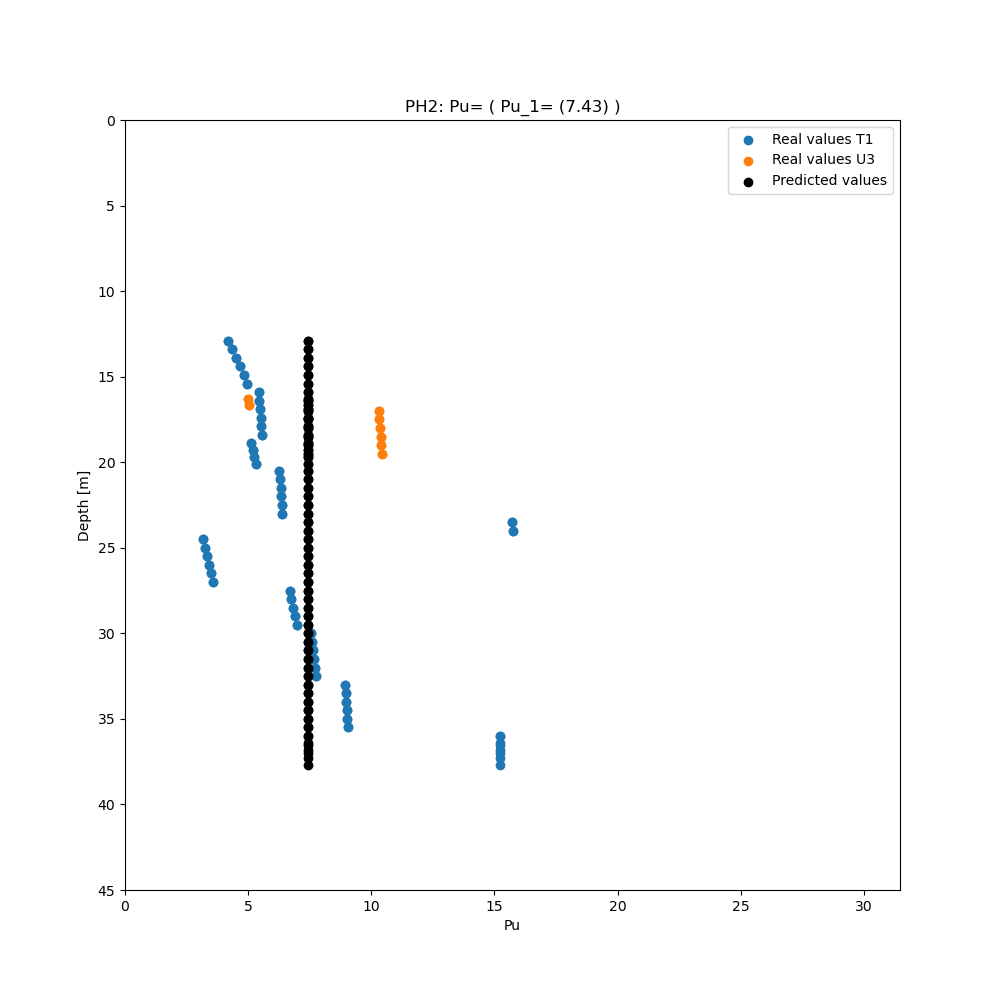 PH2: Pu= ( Pu_1= (7.43) )
Real values T1
Real values U3
Predicted values
0
5
10
15
20
25
30
35
40
45
Depth [m]
0 5 10 15 20 25 30
Pu